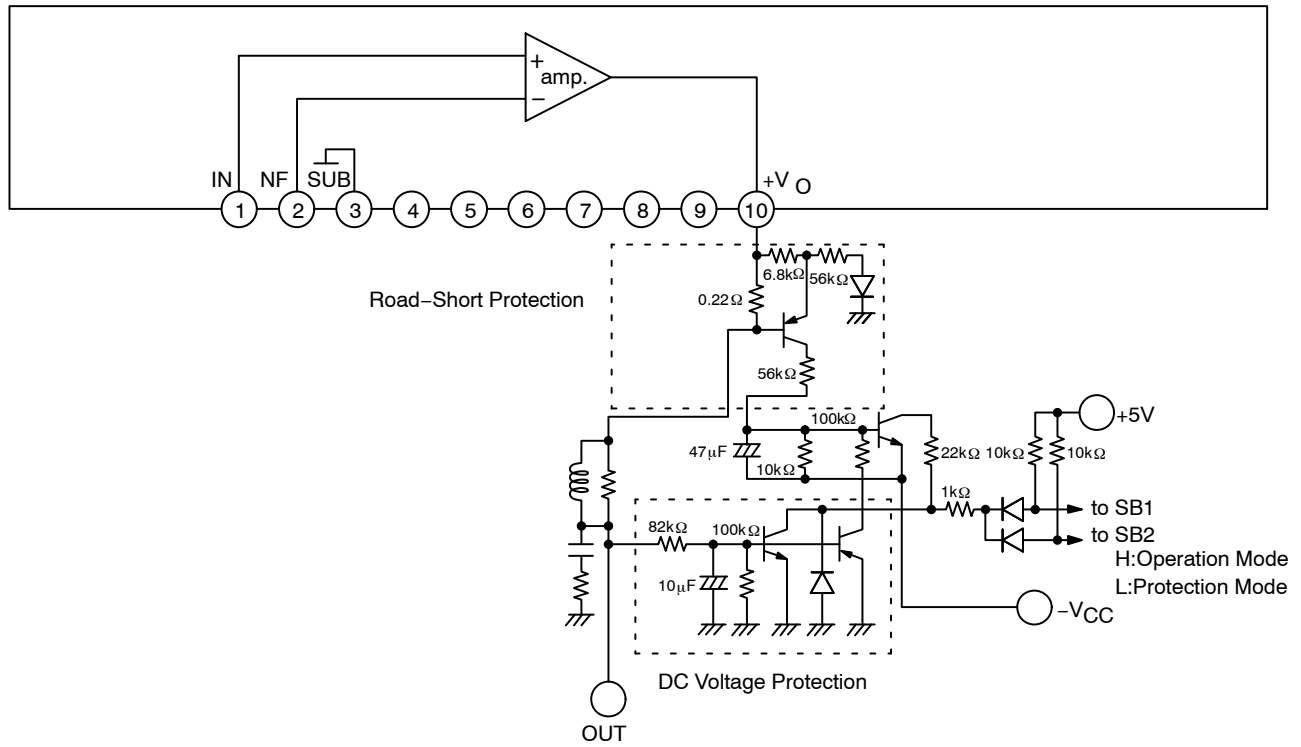 amp.
+
−
IN NF SUB
+V O
1 2 3 4 5 6 7 8 9 10
Road−Short Protection
6.8kΩ
56kΩ
0.22Ω
56kΩ
100kΩ
+5V
47μF
10kΩ
22kΩ
10kΩ
10kΩ
1kΩ
to SB1
to SB2
82kΩ
100kΩ
H:Operation Mode
L:Protection Mode
10μF
−VCC
DC Voltage Protection
OUT